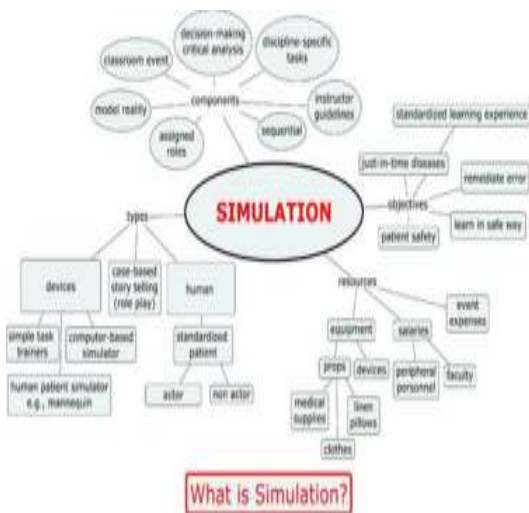 decision-making
critical analysis
discipline-specific
tasks
classroom event
model reality
components
instructor
guidelines
assigned
roles
sequential
standardized learning experience
just-in-time diseases
remediate error
SIMULATION
objectives
learn in safe way
patient safety
types
devices
case-based
story telling
(role play)
human
resources
event
expenses
equipment
salaries
simple task
trainers
computer-based
simulator
standardized
patient
props
devices
peripheral
personnel
faculty
human patient simulator
e.g., mannequin
actor
non actor
medical
supplies
linen
pillows
clothes
What is Simulation?